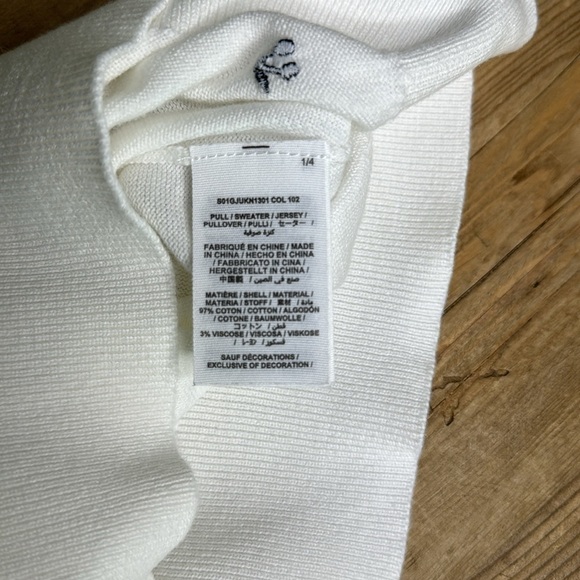 1/4
S01GJUKN1301 COL 102
PULL / SWEATER / JERSEY /
PULLOVER / PULLI / セーター /
كنزة صوفية
FABRIQUÉ EN CHINE / MADE
IN CHINA / HECHO EN CHINA
/ FABBRICATO IN CINA /
HERGESTELLT IN CHINA /
中国製 / صنع في الصين
MATIÈRE / SHELL / MATERIAL /
MATERIA / STOFF / 素材 / مادة
97% COTON / COTTON / ALGODÓN
/ COTONE / BAUMWOLLE /
コットン / قطن
3% VISCOSE / VISCOSA / VISKOSE
/ レーヨン / فسكوز
SAUF DÉCORATIONS /
EXCLUSIVE OF DECORATION /